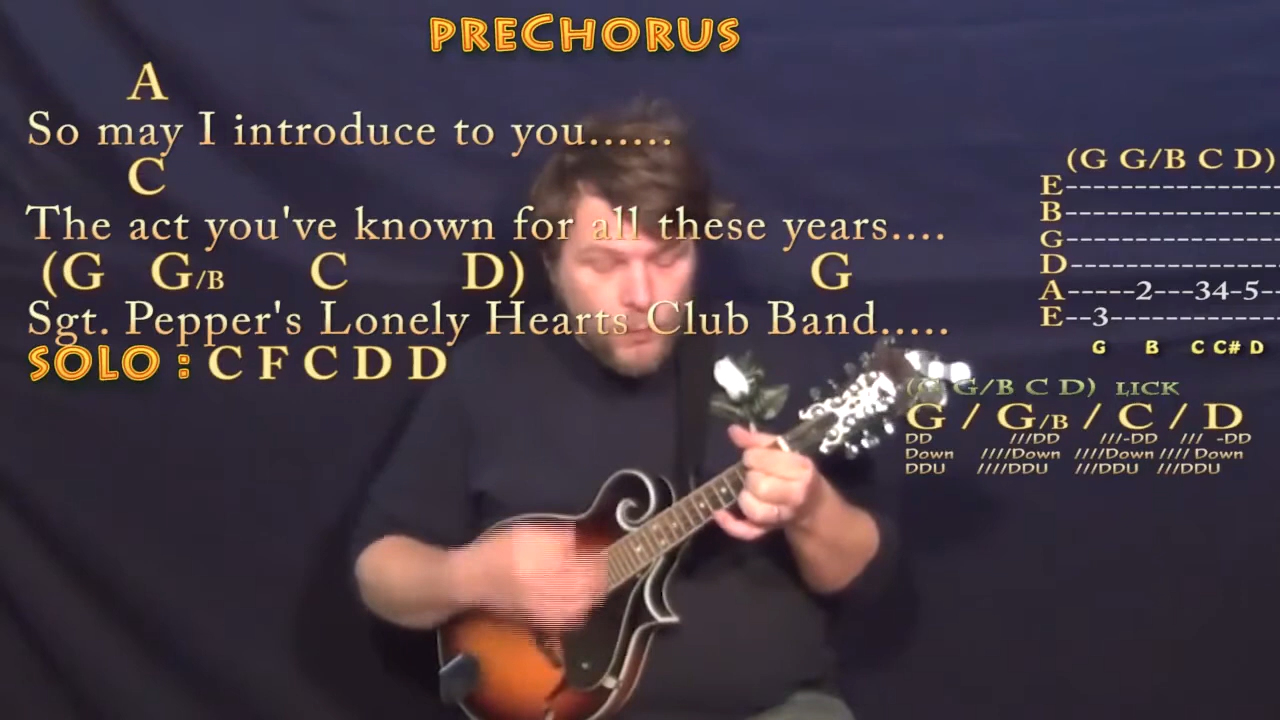 PRECHORUS
A
So may I introduce to you......
C
The act you've known for all these years....
(G G/B C D) G
Sgt. Pepper's Lonely Hearts Club Band.....
SOLO : C F C D D
(G G/B C D)
E---------------
B---------------
G---------------
D---------------
A-----2---34-5--
E--3------------
G B C C# D
(G G/B C D) LICK
G / G/B / C / D
DD ///DD ///-DD /// -DD
Down ////Down ////Down //// Down
DDU ////DDU ///DDU ///DDU